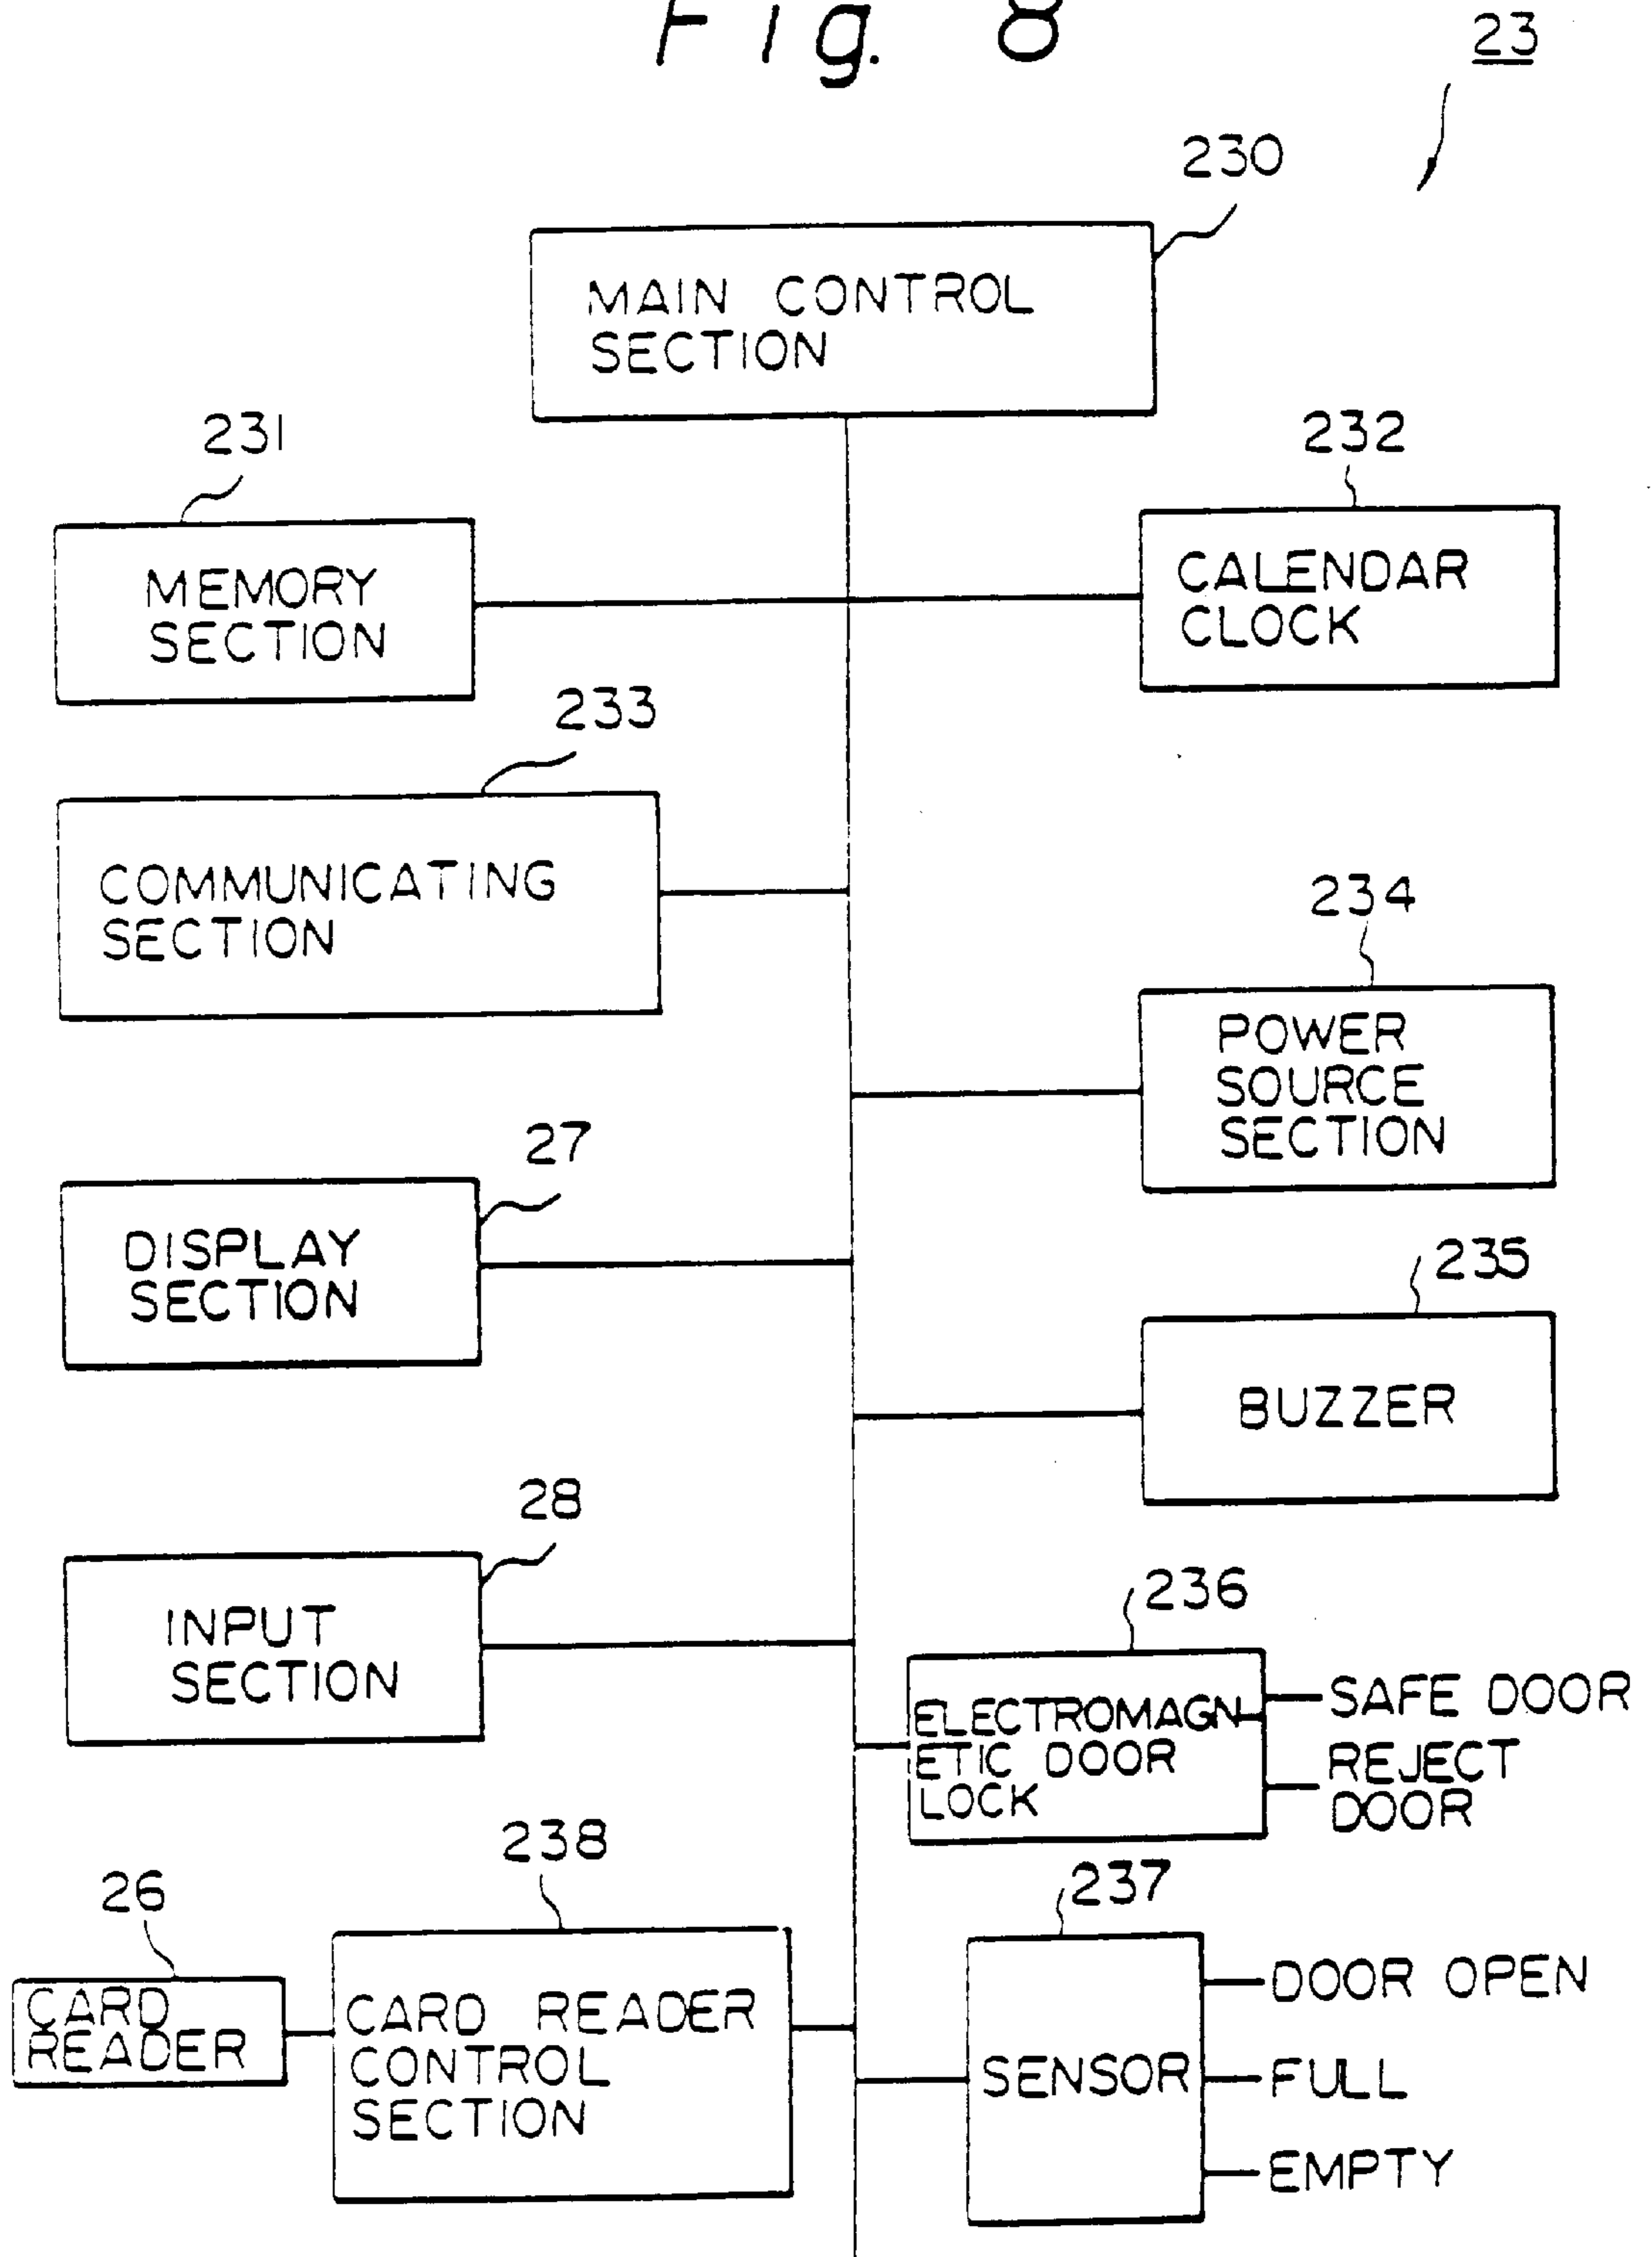 Fig. 8
23
230
MAIN CONTROL
SECTION
231
232
MEMORY
SECTION
CALENDAR
CLOCK
233
COMMUNICATING
SECTION
234
POWER
SOURCE
SECTION
27
DISPLAY
SECTION
235
BUZZER
28
INPUT
SECTION
236
ELECTROMAGN-
ETIC DOOR
LOCK
SAFE DOOR
REJECT
DOOR
238
237
26
CARD
READER
CARD READER
CONTROL
SECTION
SENSOR
DOOR OPEN
FULL
EMPTY